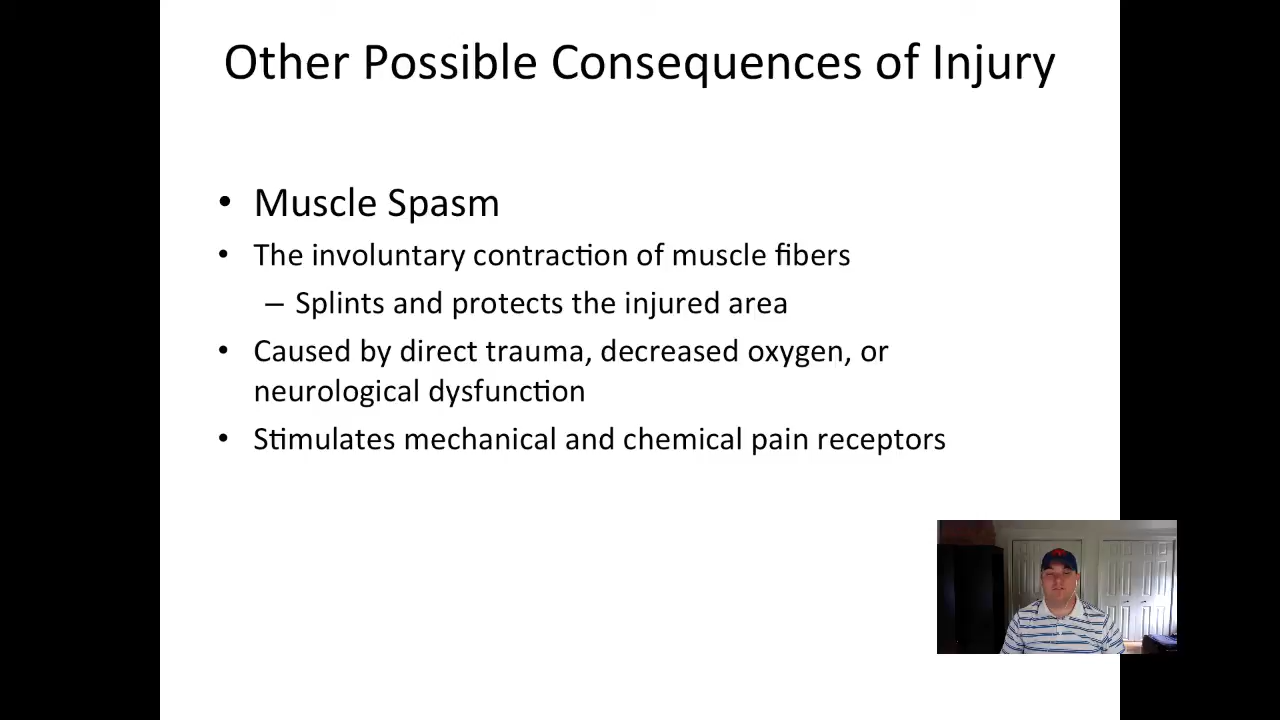 Other Possible Consequences of Injury
• Muscle Spasm
• The involuntary contraction of muscle fibers
– Splints and protects the injured area
• Caused by direct trauma, decreased oxygen, or
neurological dysfunction
• Stimulates mechanical and chemical pain receptors